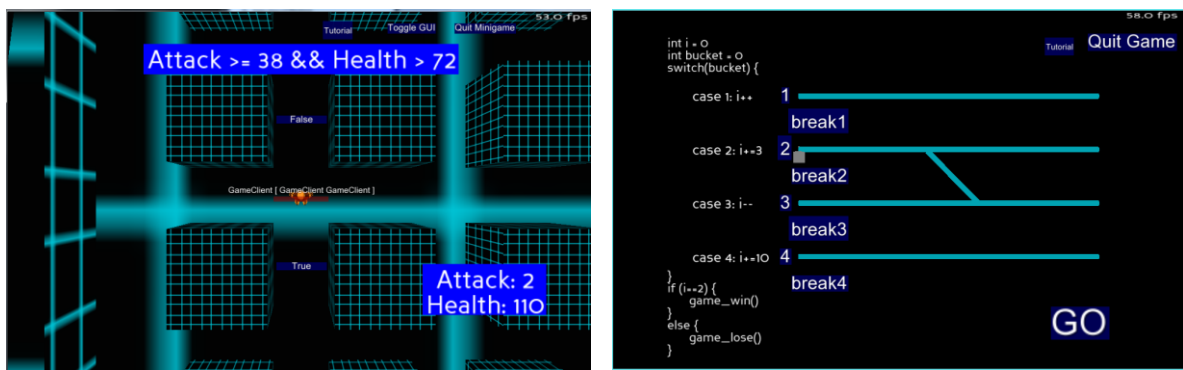 53.0 fps
Tutorial
Toggle GUI
Quit Minigame
Attack >= 38 && Health > 72
False
GameClient [ GameClient GameClient ]
True
Attack: 2
Health: 110
58.0 fps
Tutorial
Quit Game
int i = 0
int bucket = 0
switch(bucket) {
case 1: i++
1
break1
case 2: i+=3
2
break2
case 3: i--
3
break3
case 4: i+=10
4
break4
}
if (i==2) {
game_win()
}
else {
game_lose()
}
GO